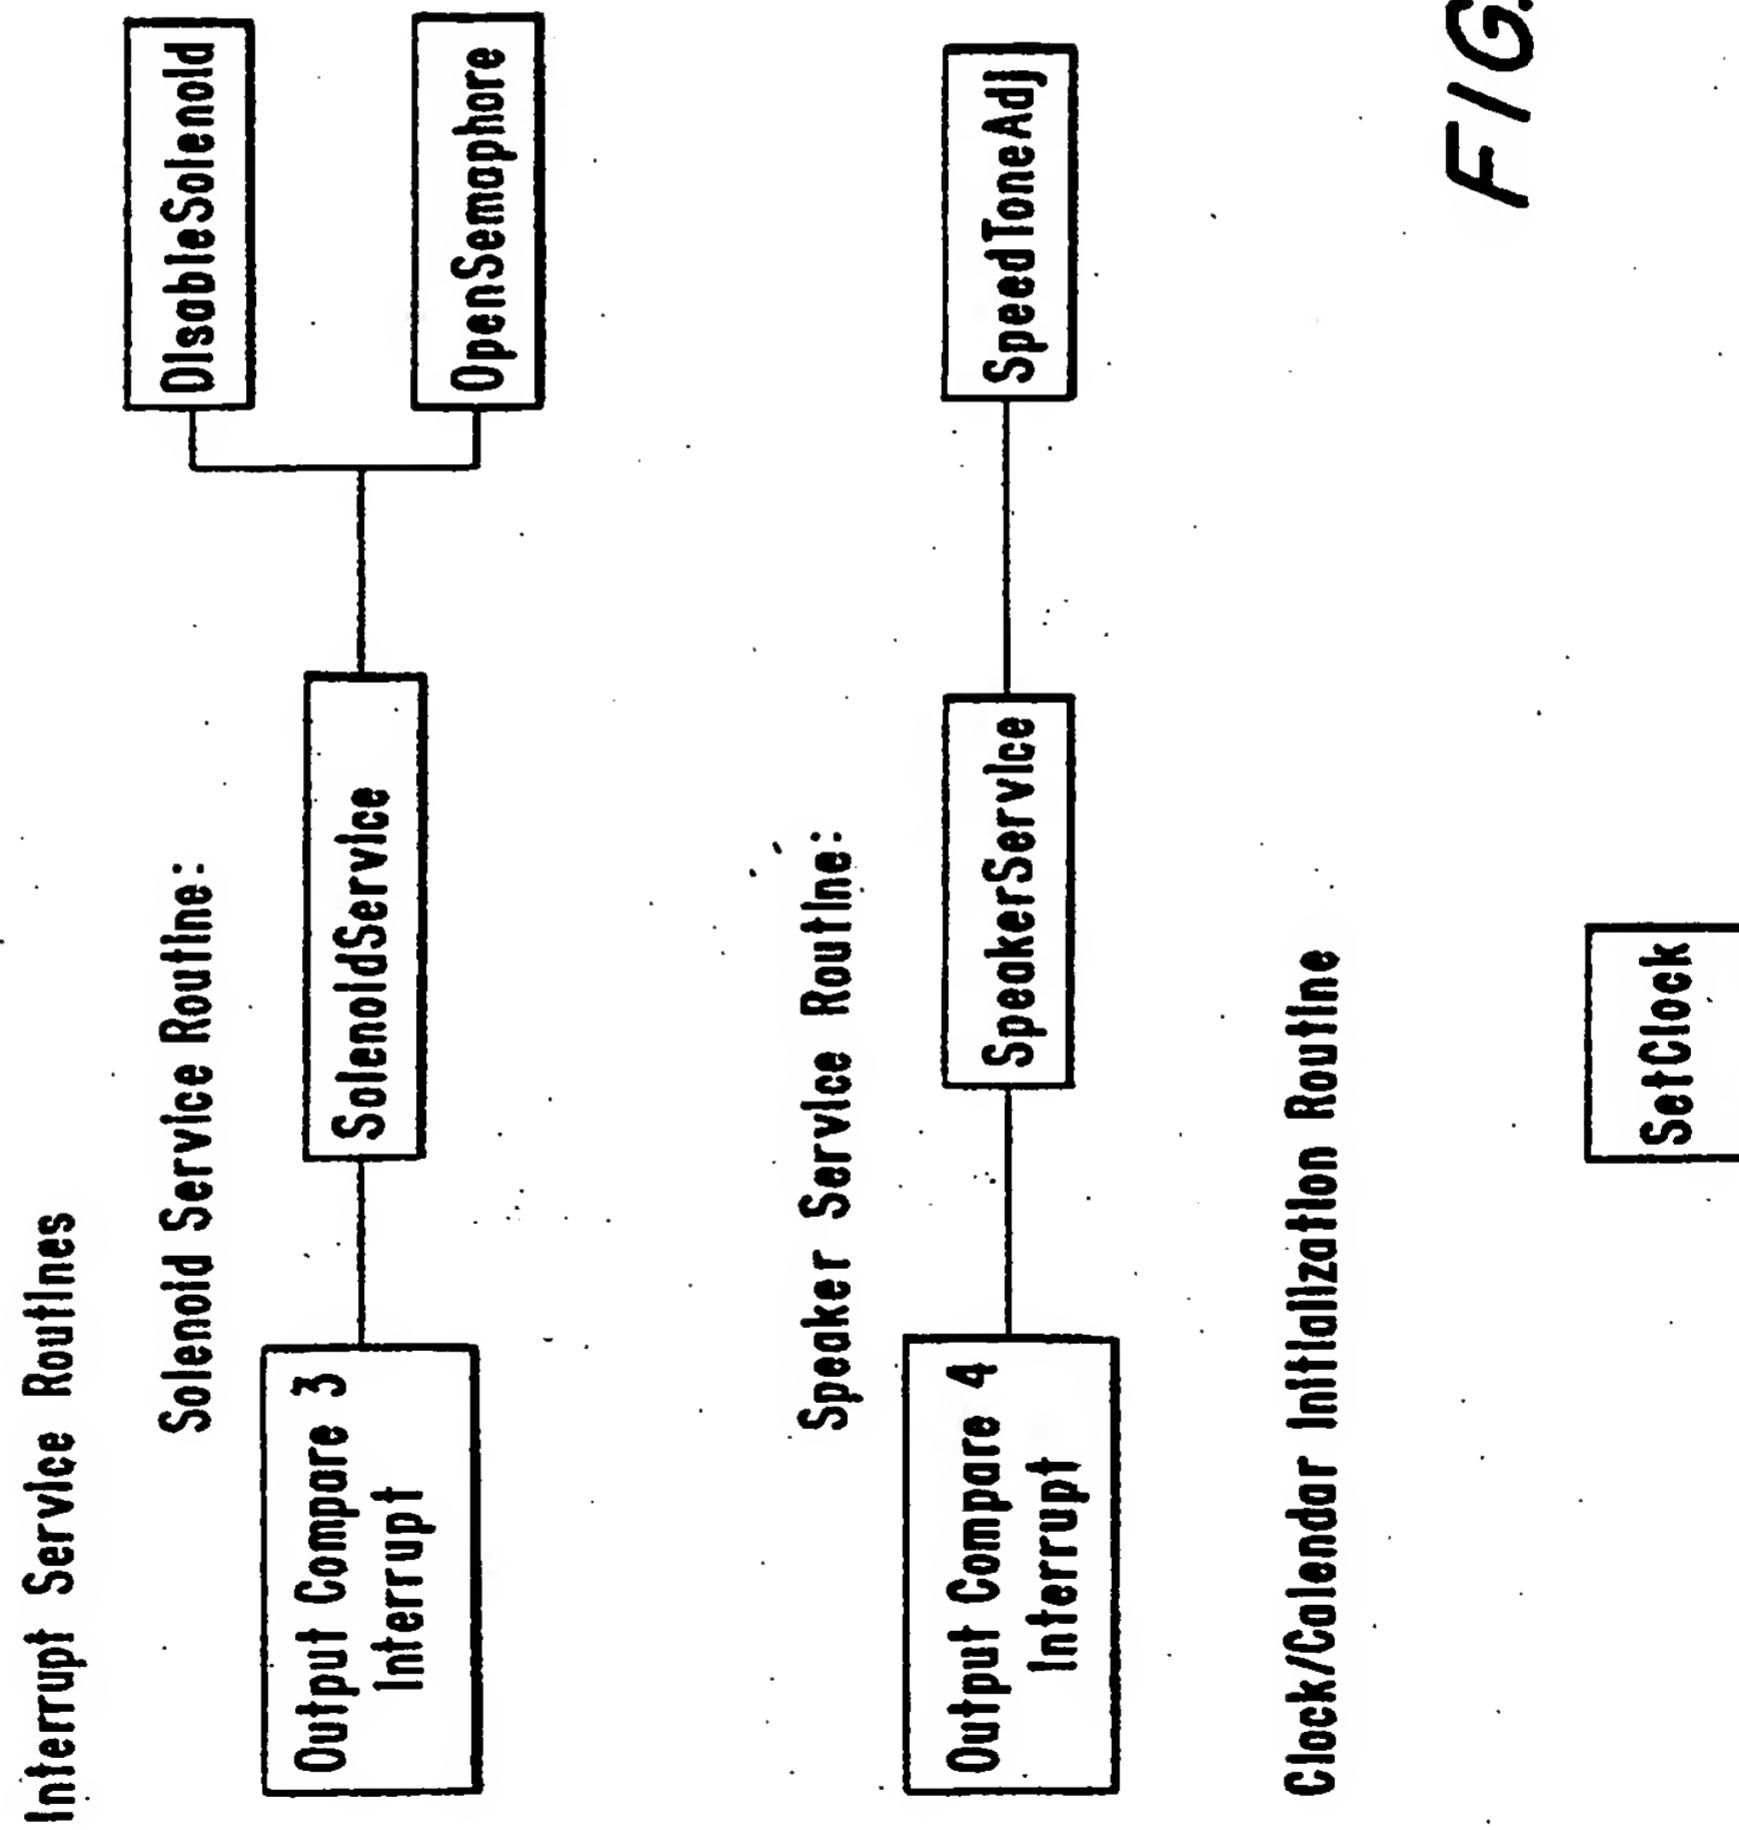 Interrupt Service Routines
Solenoid Service Routine:
Output Compare 3
Interrupt
SolenoidService
DisableSolenoid
OpenSemaphore
Speaker Service Routine:
Output Compare 4
Interrupt
SpeakerService
SpeedToneAdj
Clock/Calendar Initialization Routine
SetClock
FIG.